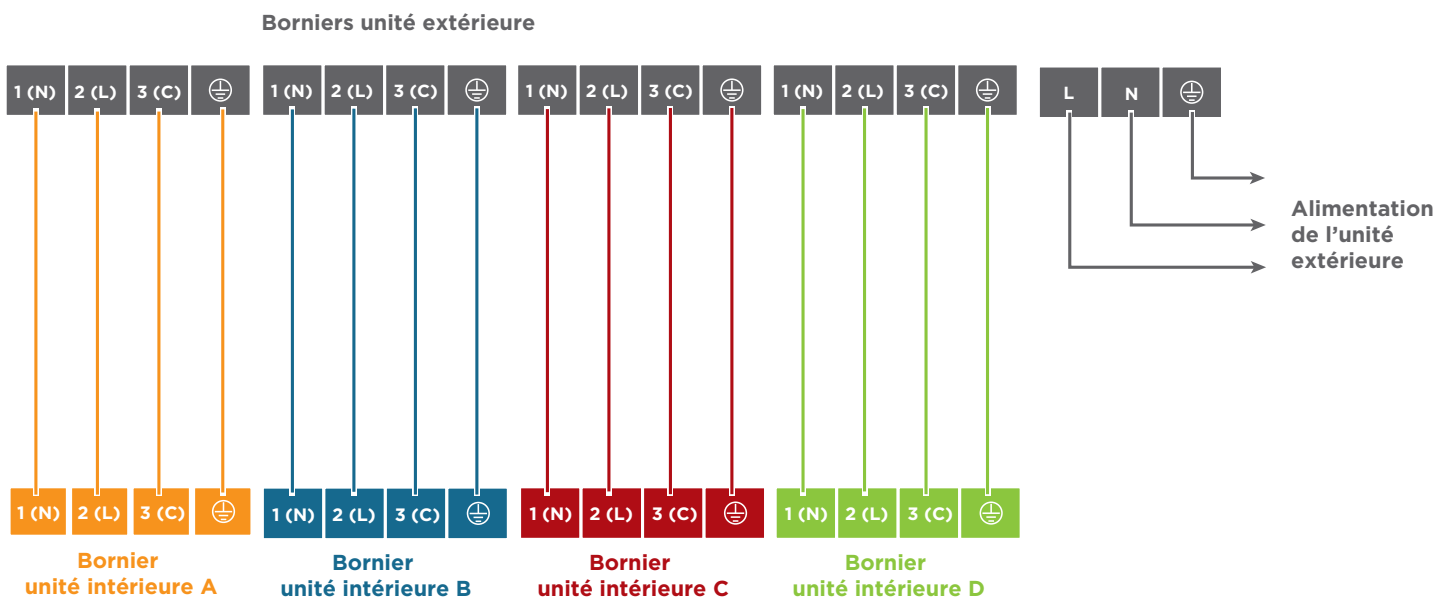 Borniers unité extérieure
1 (N) 2 (L) 3 (C) 1 (N) 2 (L) 3 (C) 1 (N) 2 (L) 3 (C) 1 (N) 2 (L) 3 (C) L N
Alimentation
de l’unité
extérieure
1 (N) 2 (L) 3 (C) 1 (N) 2 (L) 3 (C) 1 (N) 2 (L) 3 (C) 1 (N) 2 (L) 3 (C)
Bornier
unité intérieure A
Bornier
unité intérieure B
Bornier
unité intérieure C
Bornier
unité intérieure D